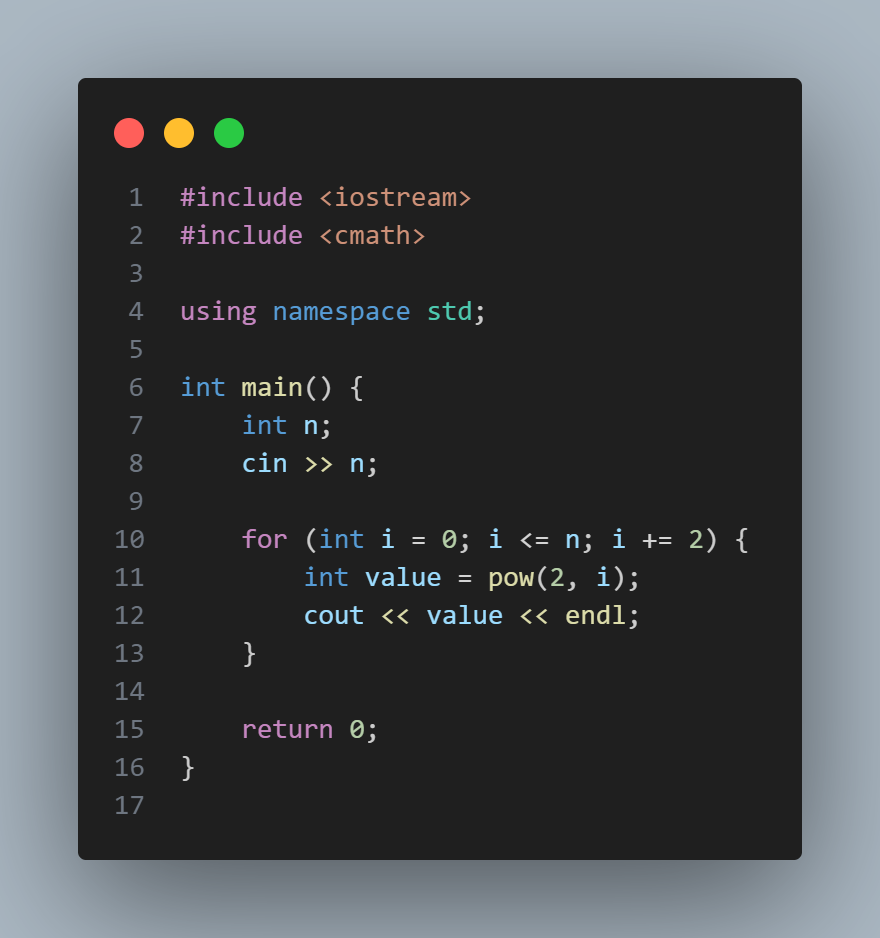 1 #include <iostream>
2 #include <cmath>
3
4 using namespace std;
5
6 int main() {
7     int n;
8     cin >> n;
9
10     for (int i = 0; i <= n; i += 2) {
11         int value = pow(2, i);
12         cout << value << endl;
13     }
14
15     return 0;
16 }
17